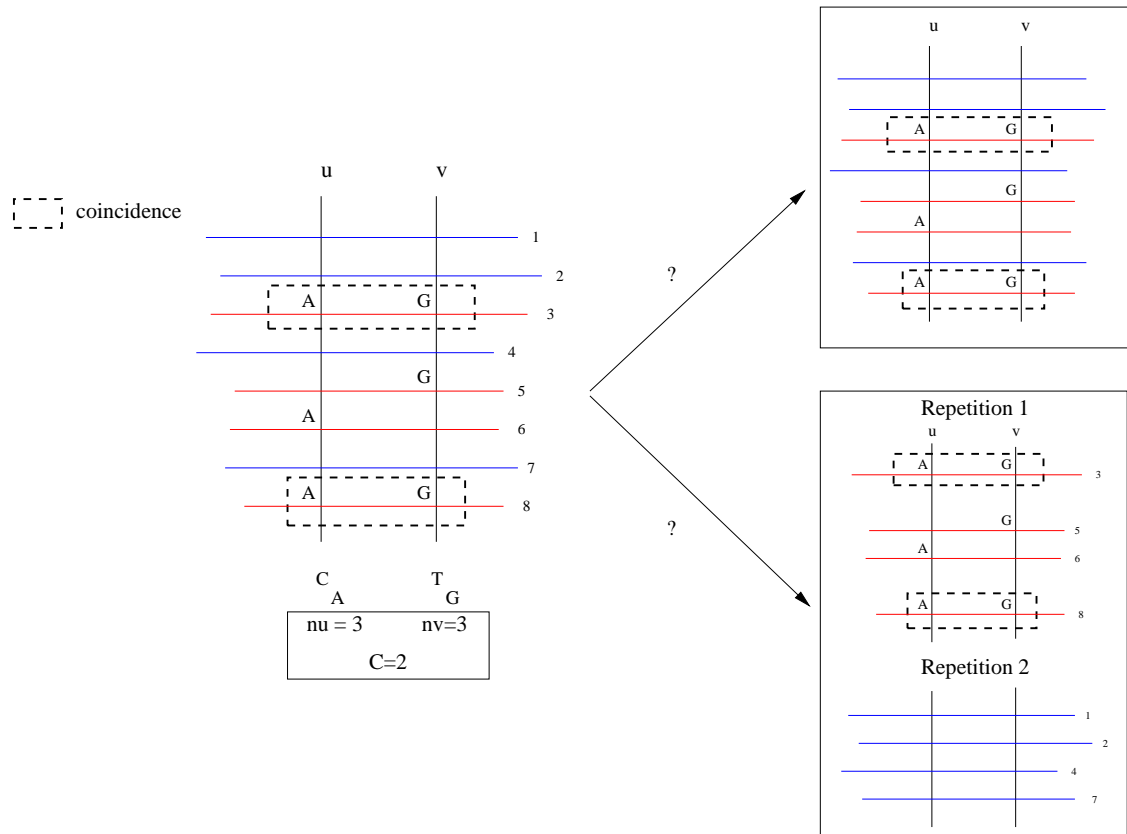 coincidence
u v
1
2
A G
3
4
G
5
A
6
7
A G
8
C T
A G
nu = 3 nv=3
C=2
?
?
u v
A G
G
A
A G
Repetition 1
u v
A G
3
G
5
A
6
A G
8
Repetition 2
1
2
4
7